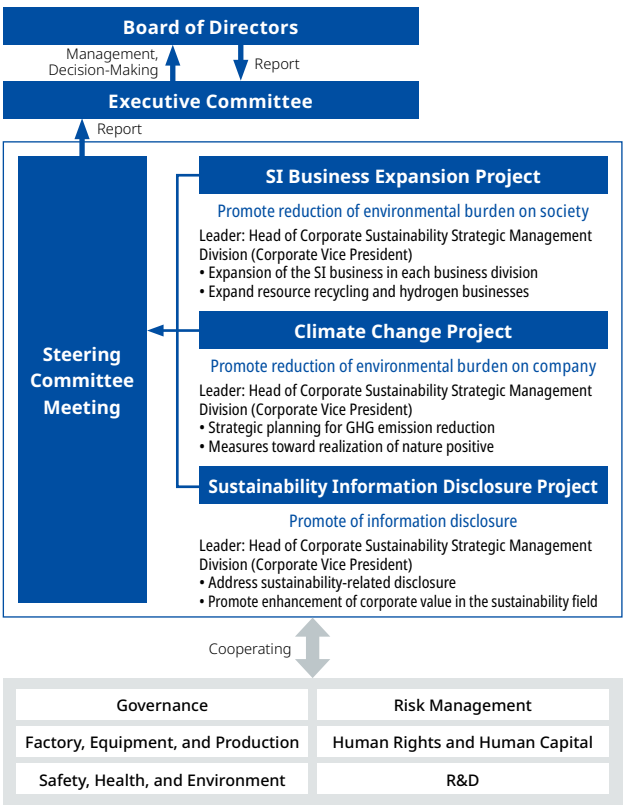 Board of Directors
Management,
Decision-Making
Report
Executive Committee
Report
Steering
Committee
Meeting
SI Business Expansion Project
Promote reduction of environmental burden on society
Leader: Head of Corporate Sustainability Strategic Management
Division (Corporate Vice President)
• Expansion of the SI business in each business division
• Expand resource recycling and hydrogen businesses
Climate Change Project
Promote reduction of environmental burden on company
Leader: Head of Corporate Sustainability Strategic Management
Division (Corporate Vice President)
• Strategic planning for GHG emission reduction
• Measures toward realization of nature positive
Sustainability Information Disclosure Project
Promote of information disclosure
Leader: Head of Corporate Sustainability Strategic Management
Division (Corporate Vice President)
• Address sustainability-related disclosure
• Promote enhancement of corporate value in the sustainability field
Cooperating
Governance
Risk Management
Factory, Equipment, and Production
Human Rights and Human Capital
Safety, Health, and Environment
R&D